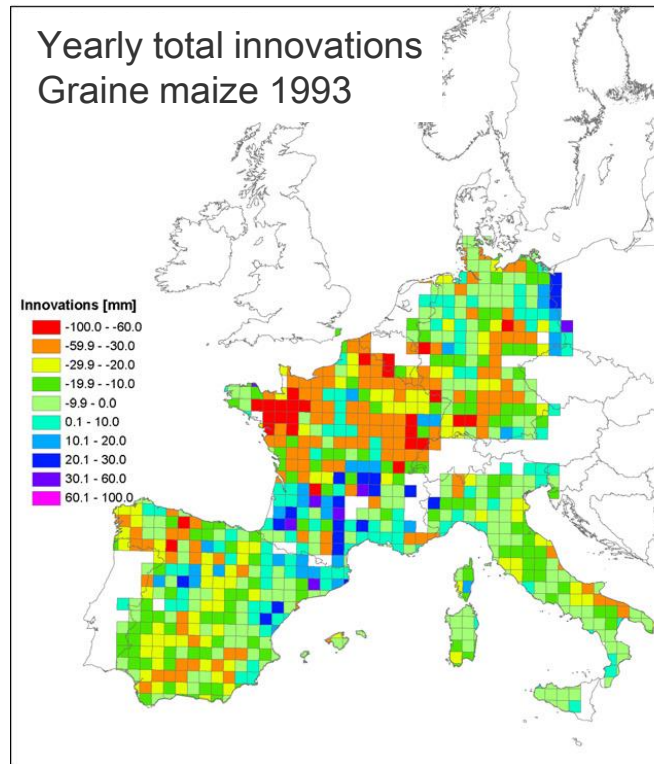 Yearly total innovations
Graine maize 1993
Innovations [mm]
-100.0 - -60.0
-59.9 - -30.0
-29.9 - -20.0
-19.9 - -10.0
-9.9 - 0.0
0.1 - 10.0
10.1 - 20.0
20.1 - 30.0
30.1 - 60.0
60.1 - 100.0